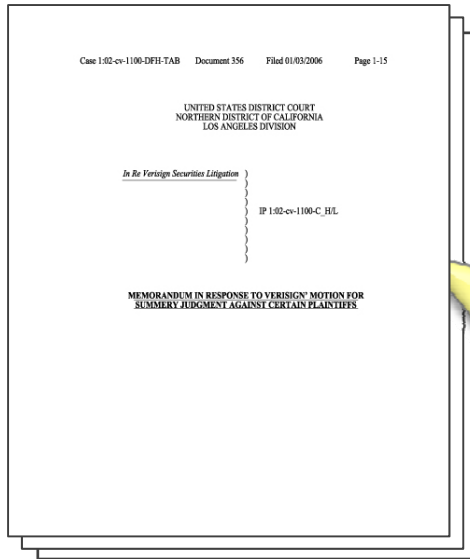 Case 1:02-cv-1100-DFH-TAB Document 356 Filed 01/03/2006 Page 1-15
UNITED STATES DISTRICT COURT
NORTHERN DISTRICT OF CALIFORNIA
LOS ANGELES DIVISION
In Re Verisign Securities Litigation )
)
)
)
IP 1:02-cv-1100-C_H/L
)
)
)
)
)
)
MEMORANDUM IN RESPONSE TO VERISIGN' MOTION FOR
SUMMERY JUDGMENT AGAINST CERTAIN PLAINTIFFS